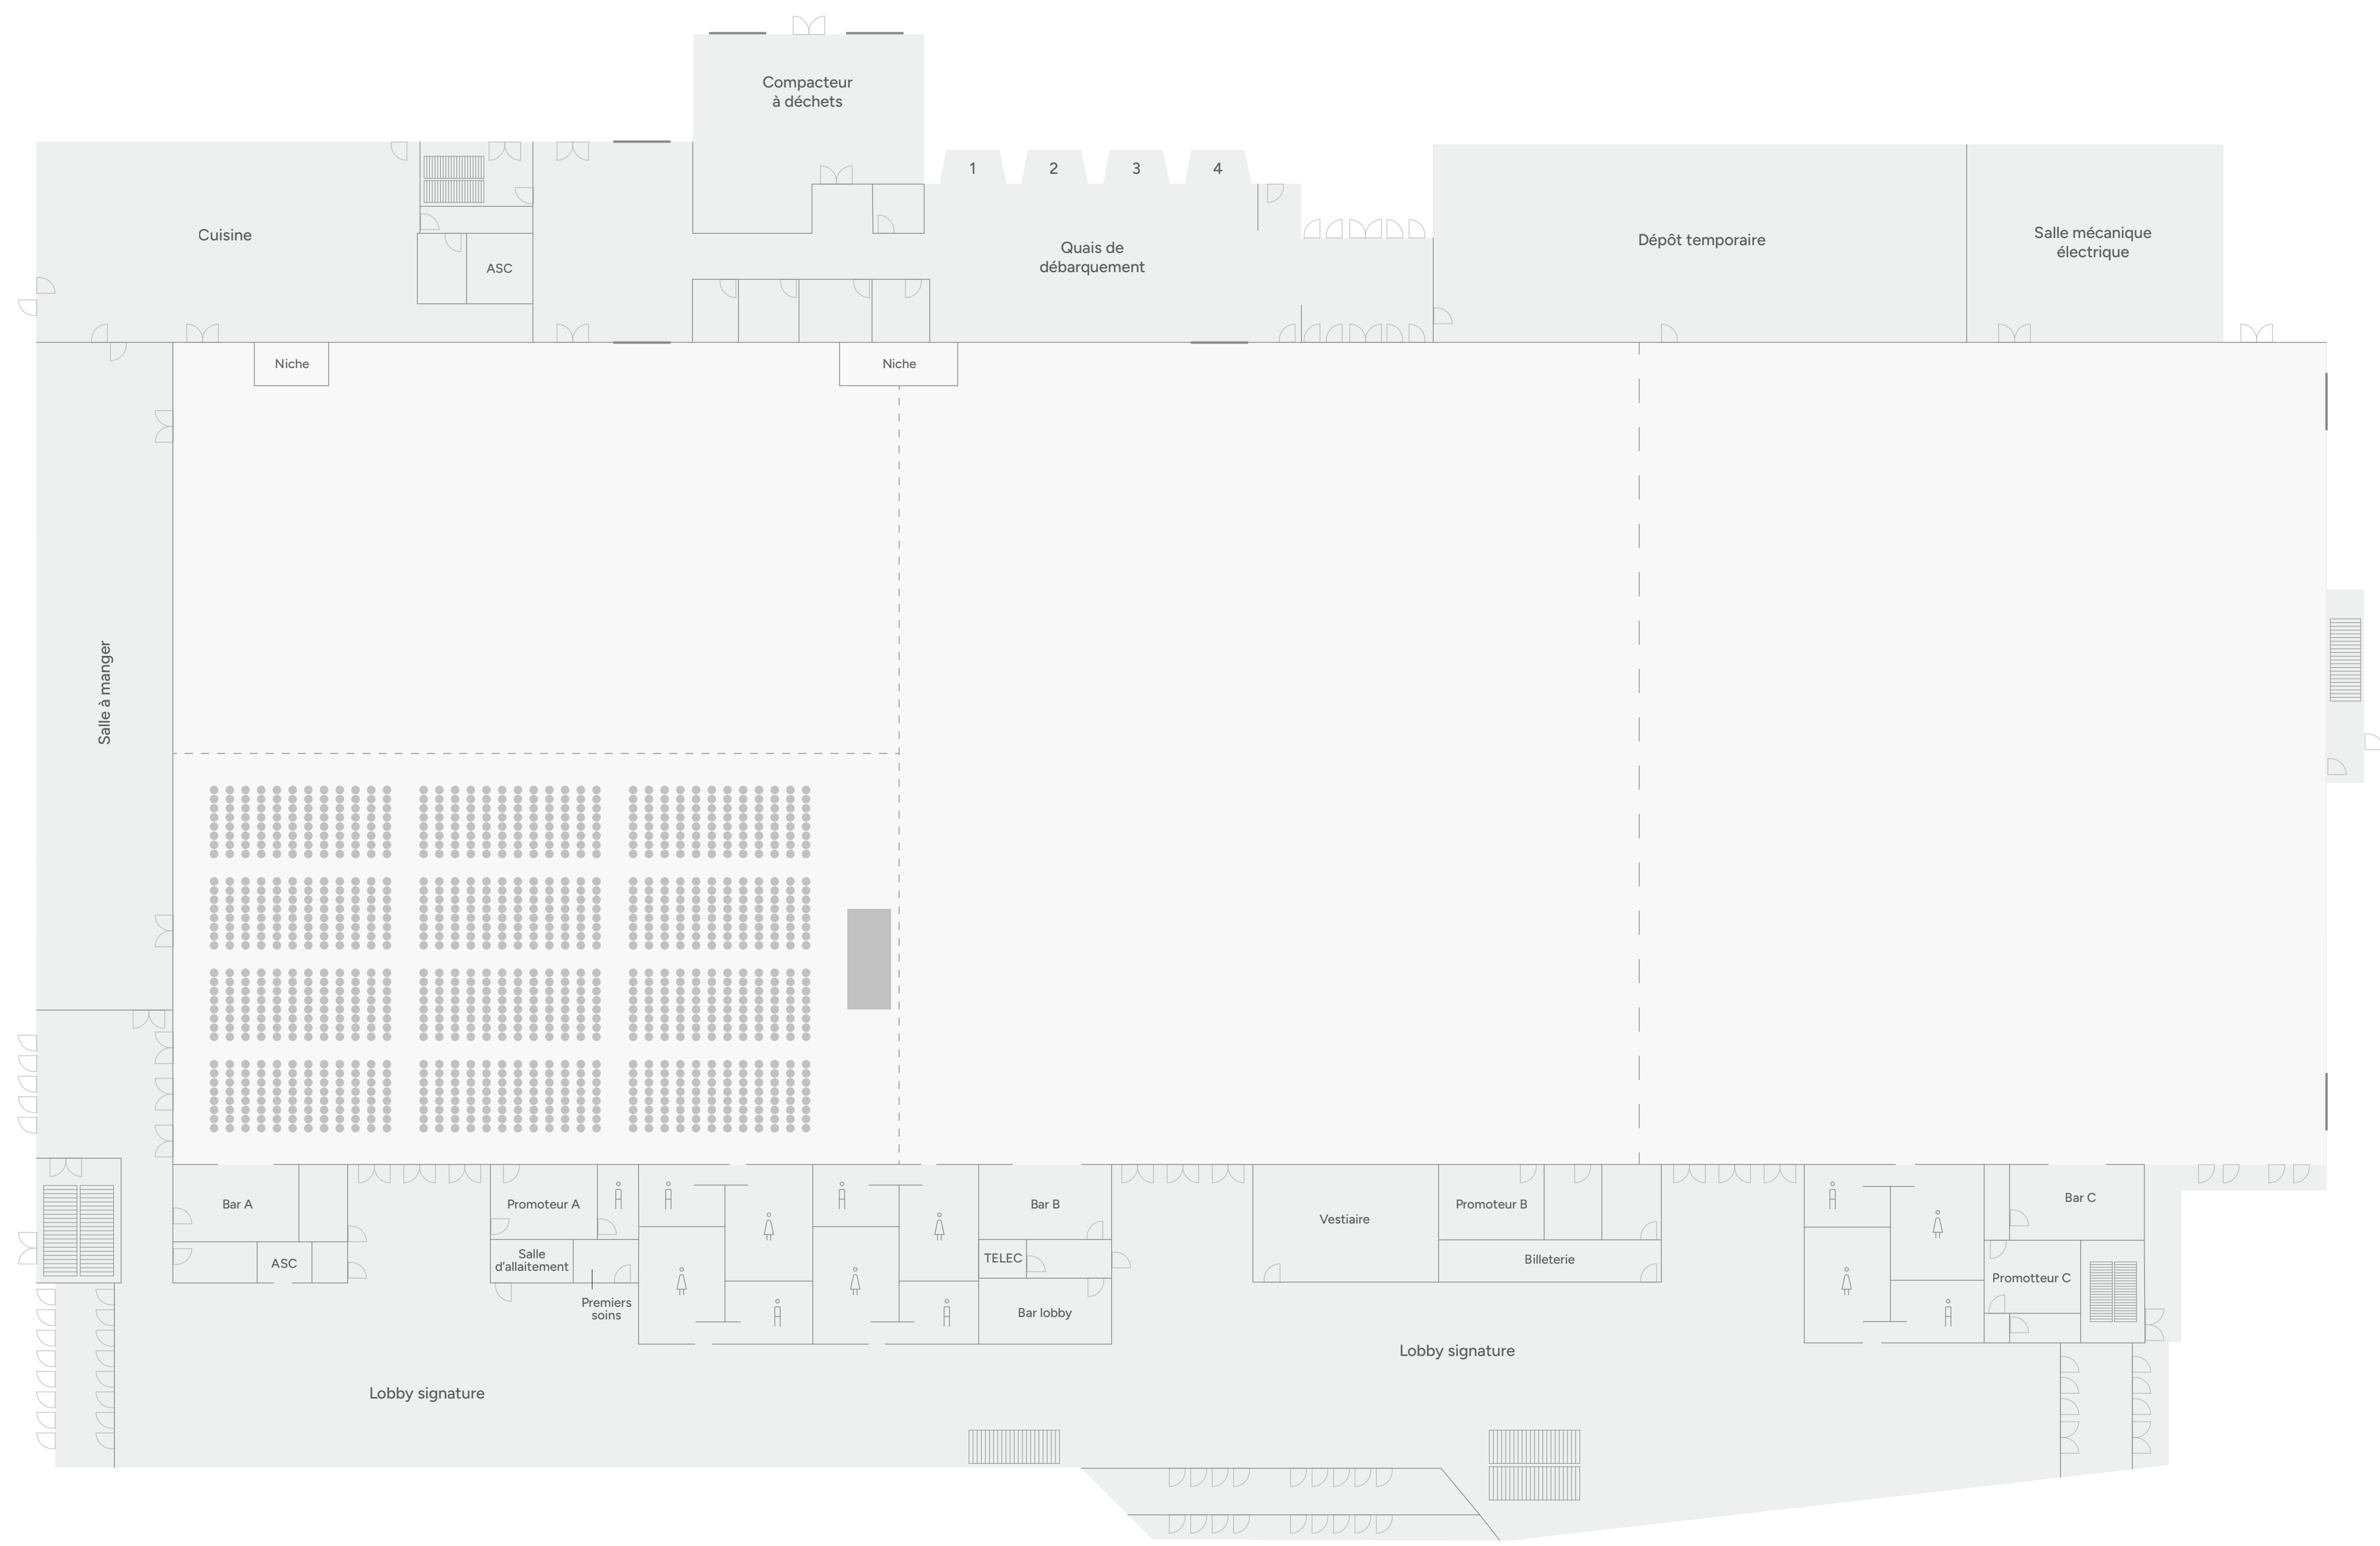 Compacteur
à déchets
1
2
3
4
Cuisine
ASC
Quais de
débarquement
Dépôt temporaire
Salle mécanique
électrique
Niche
Niche
Salle à manger
Bar A
ASC
Promoteur A
Salle
d'allaitement
Premiers
soins
Bar B
TELEC
Bar lobby
Vestiaire
Promoteur B
Billeterie
Bar C
Promotteur C
Lobby signature
Lobby signature